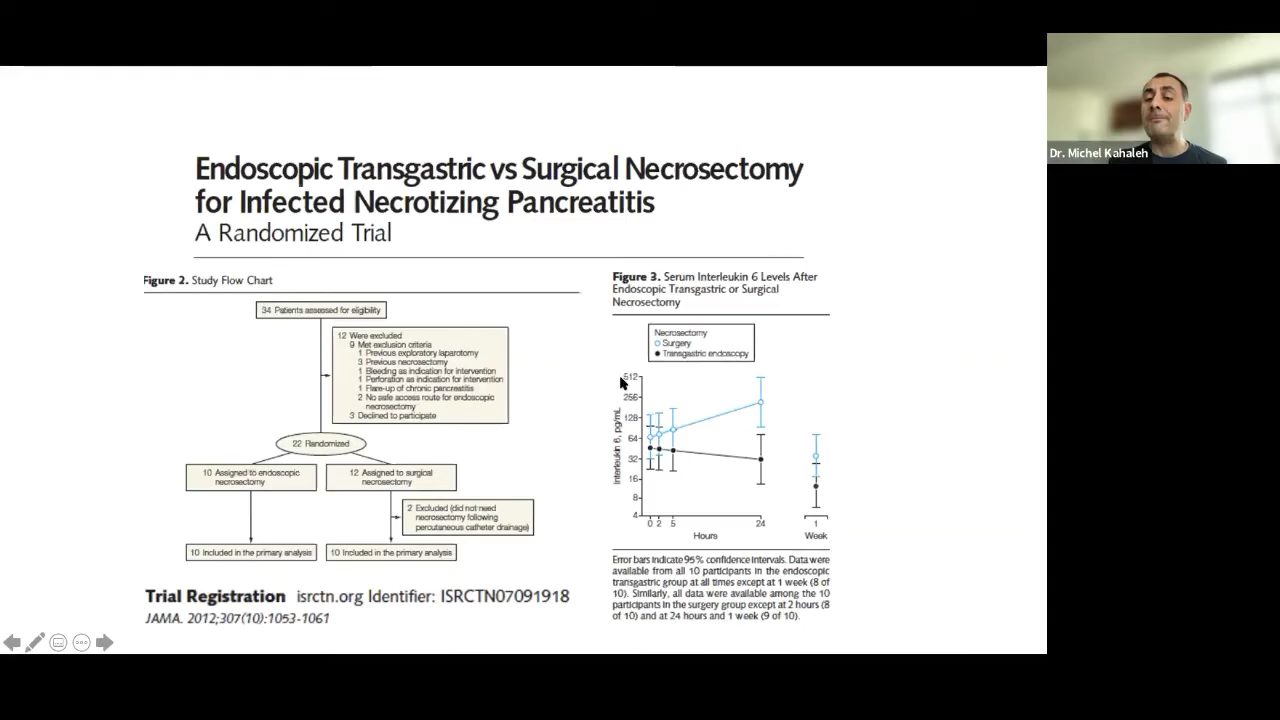 Endoscopic Transgastric vs Surgical Necrosectomy
for Infected Necrotizing Pancreatitis
A Randomized Trial
Figure 2. Study Flow Chart
34 Patients assessed for eligibility
12 Were excluded
9 Met exclusion criteria
1 Previous exploratory laparotomy
3 Previous necrosectomy
1 Bleeding as indication for intervention
1 Perforation as indication for intervention
1 Flare-up of chronic pancreatitis
2 No safe access route for endoscopic
necrosectomy
3 Declined to participate
22 Randomized
10 Assigned to endoscopic
necrosectomy
12 Assigned to surgical
necrosectomy
2 Excluded (did not need
necrosectomy following
percutaneous catheter drainage)
10 Included in the primary analysis
10 Included in the primary analysis
Trial Registration isrctn.org Identifier: ISRCTN07091918
JAMA. 2012;307(10):1053-1061
Figure 3. Serum Interleukin 6 Levels After
Endoscopic Transgastric or Surgical
Necrosectomy
Necrosectomy
Surgery
Transgastric endoscopy
Interleukin 6, pg/mL
512
256
128
64
32
16
8
4
0 2 5 24 1
Hours Week
Error bars indicate 95% confidence intervals. Data were
available from all 10 participants in the endoscopic
transgastric group at all times except at 1 week (8 of
10). Similarly, all data were available among the 10
participants in the surgery group except at 2 hours (8
of 10) and at 24 hours and 1 week (9 of 10).
Dr. Michel Kahaleh